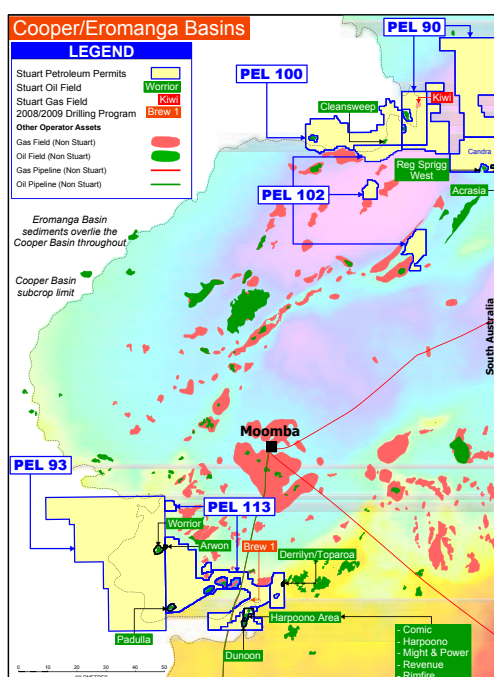 Cooper/Eromanga Basins
LEGEND
Stuart Petroleum Permits
Stuart Oil Field
Worrior
Stuart Gas Field
Kiwi
2008/2009 Drilling Program
Brew 1
Other Operator Assets
Gas Field (Non Stuart)
Oil Field (Non Stuart)
Gas Pipeline (Non Stuart)
Oil Pipeline (Non Stuart)
PEL 90
PEL 100
Kiwi
Cleansweep
Candra
Reg Sprigg
West
PEL 102
Acrasia
Eromanga Basin
sediments overlie the
Cooper Basin throughout
Cooper Basin
subcrop limit
South Australia
Moomba
PEL 93
PEL 113
Worrior
Arwon
Brew 1
Derrilyn/Toparoa
Padulla
Harpoono Area
Dunoon
- Comic
- Harpoono
- Might & Power
- Revenue
- Rimfire
0 10 20 30 40 50
KILOMETRES